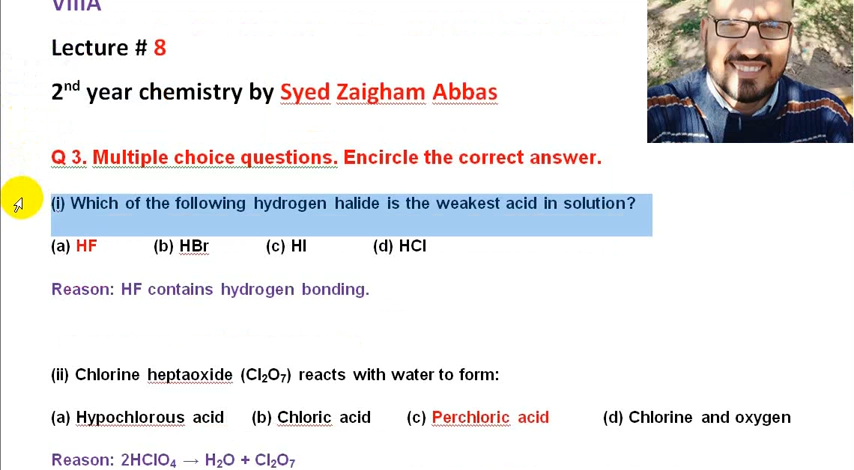 VIIIA
Lecture # 8
2nd year chemistry by Syed Zaigham Abbas
Q 3. Multiple choice questions. Encircle the correct answer.
(i) Which of the following hydrogen halide is the weakest acid in solution?
(a) HF (b) HBr (c) HI (d) HCl
Reason: HF contains hydrogen bonding.
(ii) Chlorine heptaoxide (Cl₂O₇) reacts with water to form:
(a) Hypochlorous acid (b) Chloric acid (c) Perchloric acid (d) Chlorine and oxygen
Reason: 2HClO₄ → H₂O + Cl₂O₇